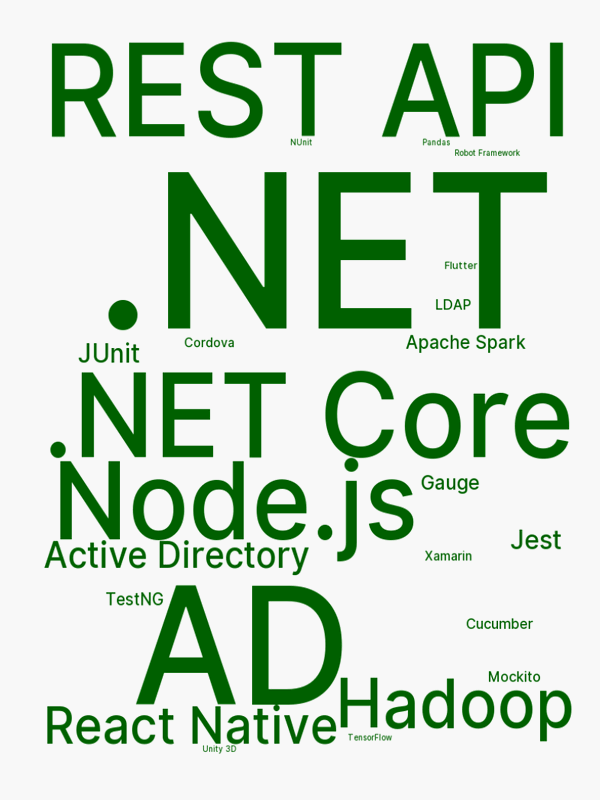 REST API
NUnit
Pandas
Robot Framework
.NET
Flutter
LDAP
Cordova
Apache Spark
JUnit
.NET Core
Node.js
Gauge
Jest
Active Directory
Xamarin
TestNG
AD
Cucumber
Mockito
Hadoop
React Native
TensorFlow
Unity 3D